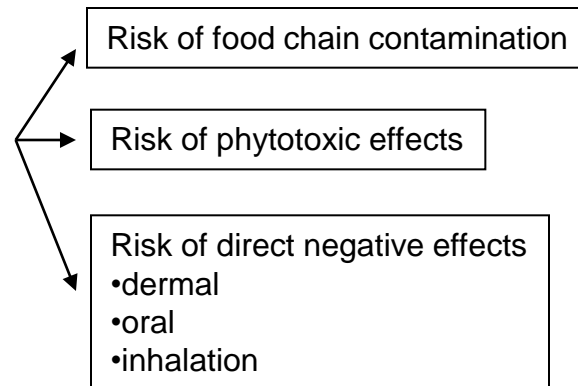 Risk of food chain contamination
Risk of phytotoxic effects
Risk of direct negative effects
•dermal
•oral
•inhalation